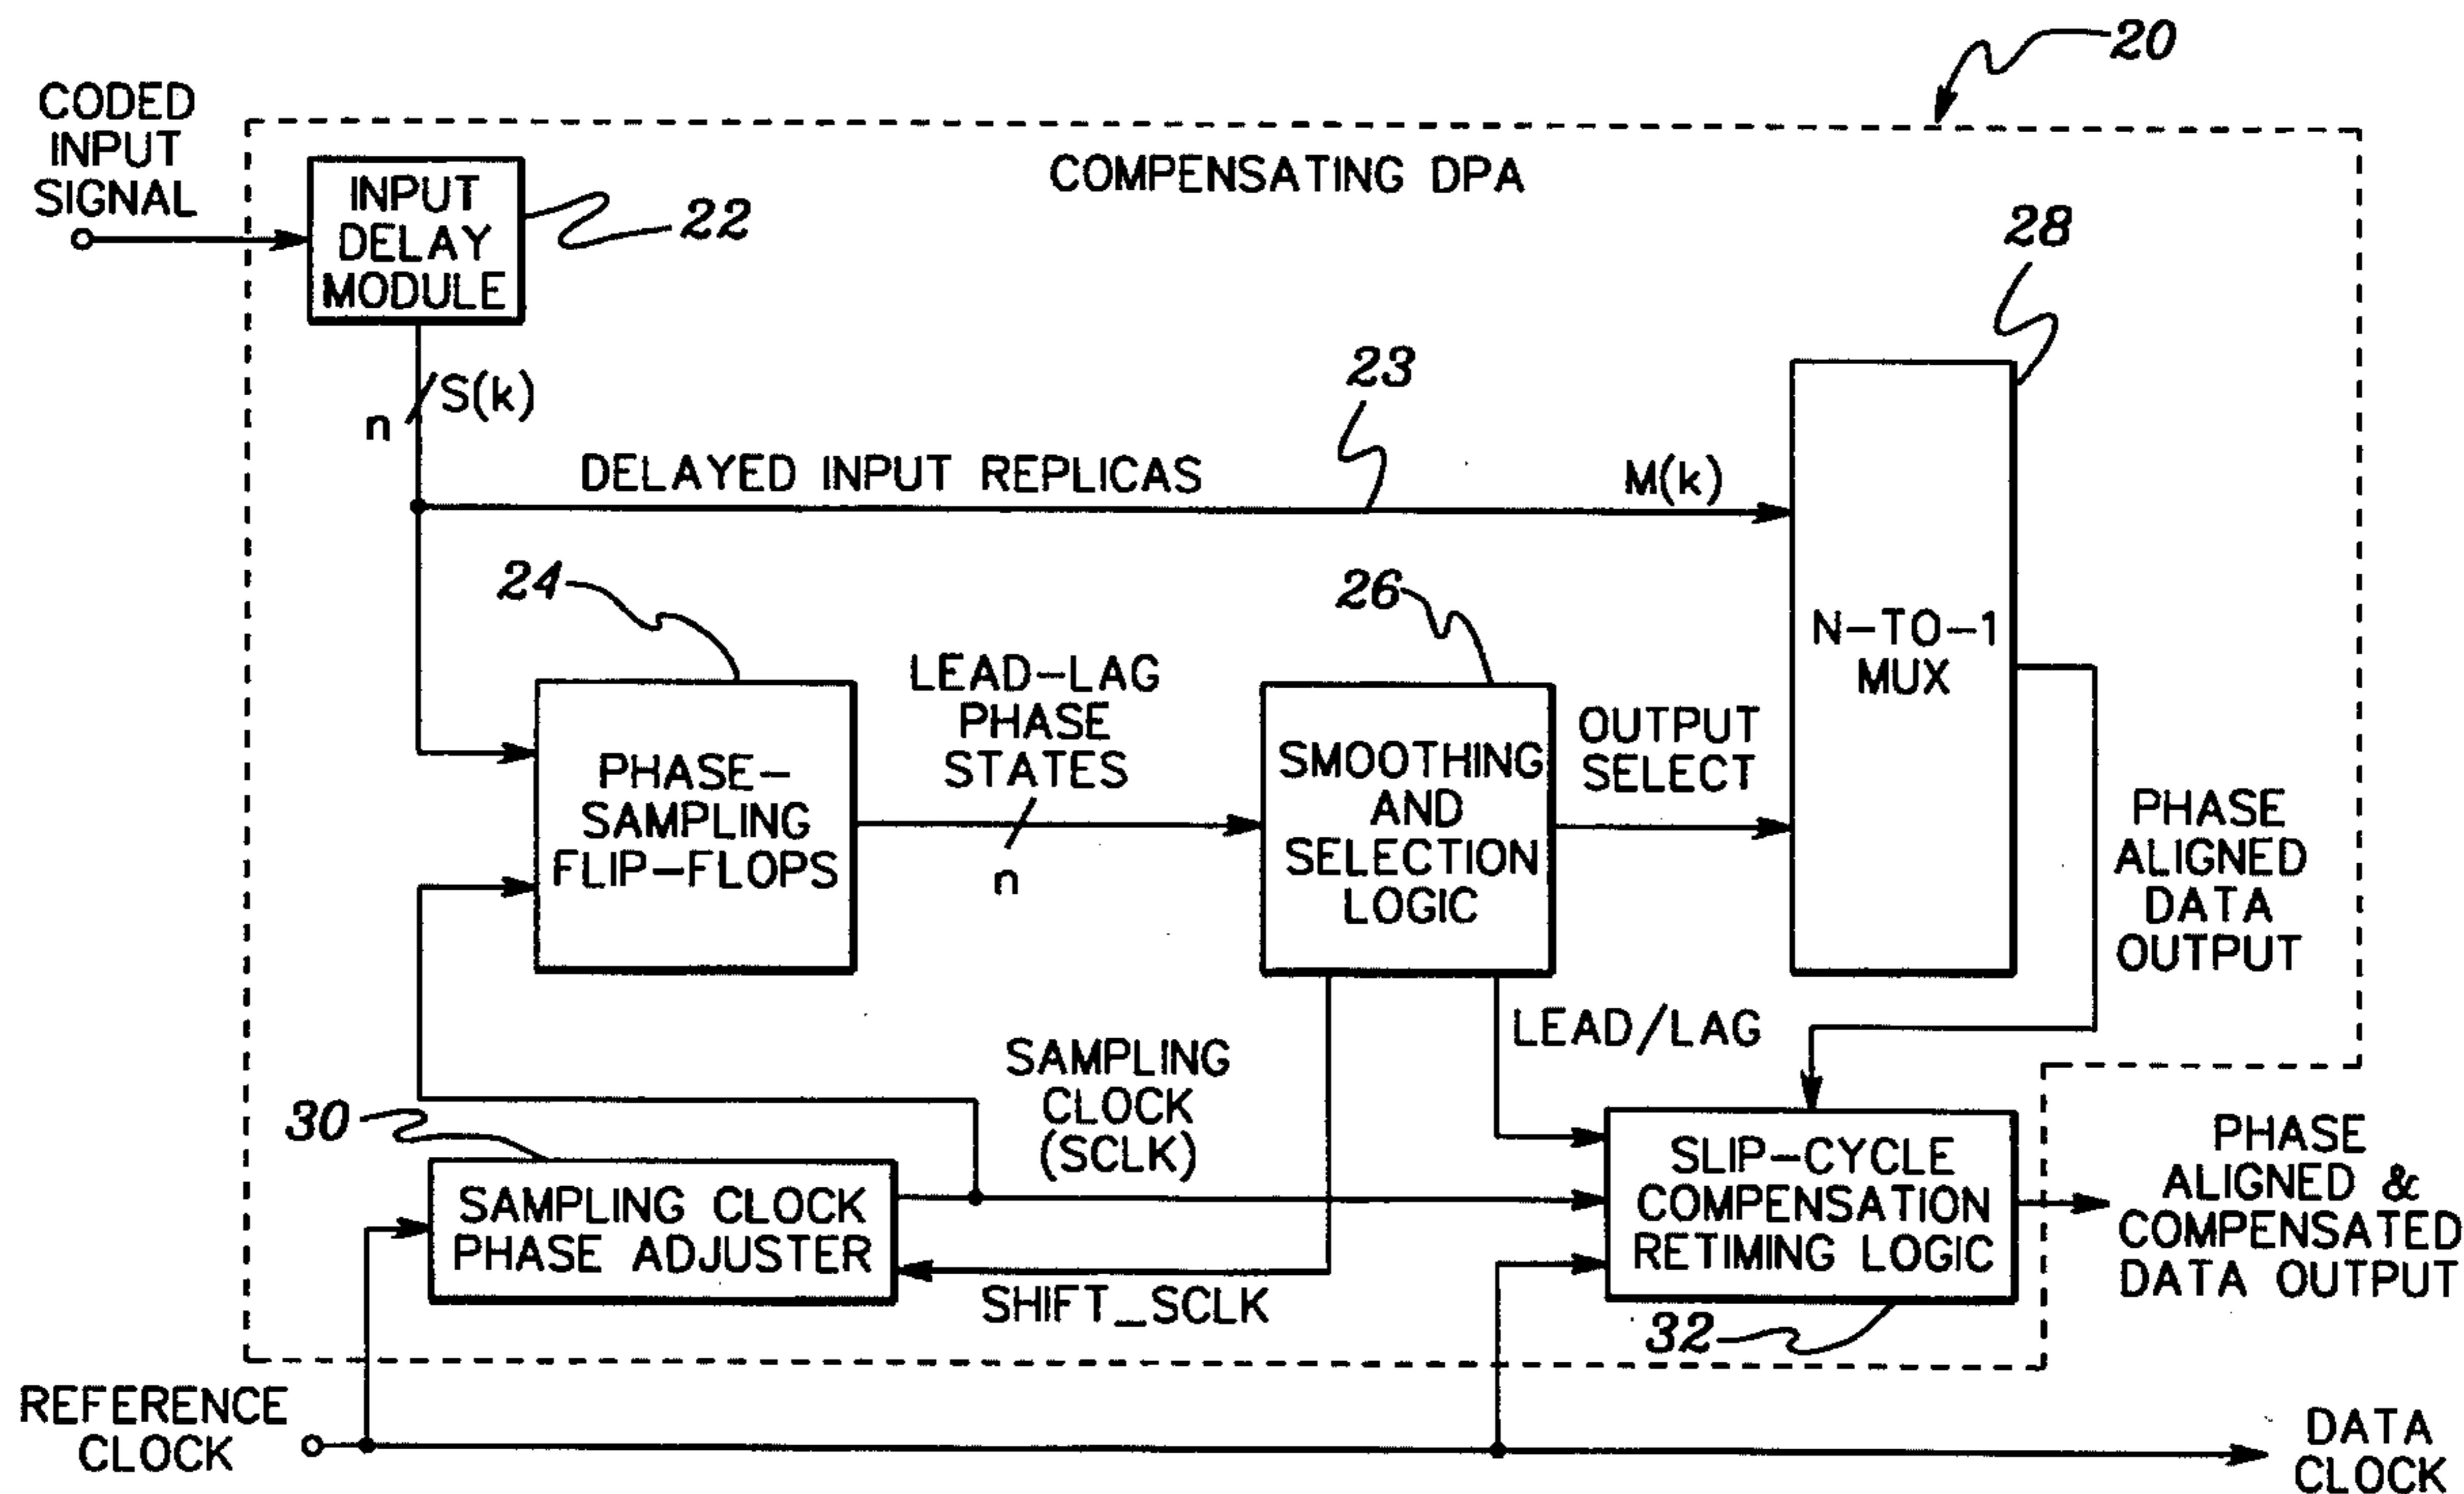 20
CODED
INPUT
SIGNAL
COMPENSATING DPA
INPUT
DELAY
MODULE
22
28
n
S(k)
23
DELAYED INPUT REPLICAS
M(k)
24
26
N-TO-1
MUX
LEAD-LAG
PHASE
STATES
n
PHASE-
SAMPLING
FLIP-FLOPS
SMOOTHING
AND
SELECTION
LOGIC
OUTPUT
SELECT
PHASE
ALIGNED
DATA
OUTPUT
LEAD/LAG
SAMPLING
CLOCK
(SCLK)
30
SAMPLING CLOCK
PHASE ADJUSTER
SHIFT_SCLK
SLIP-CYCLE
COMPENSATION
RETIMING LOGIC
32
PHASE
ALIGNED &
COMPENSATED
DATA OUTPUT
REFERENCE
CLOCK
DATA
CLOCK